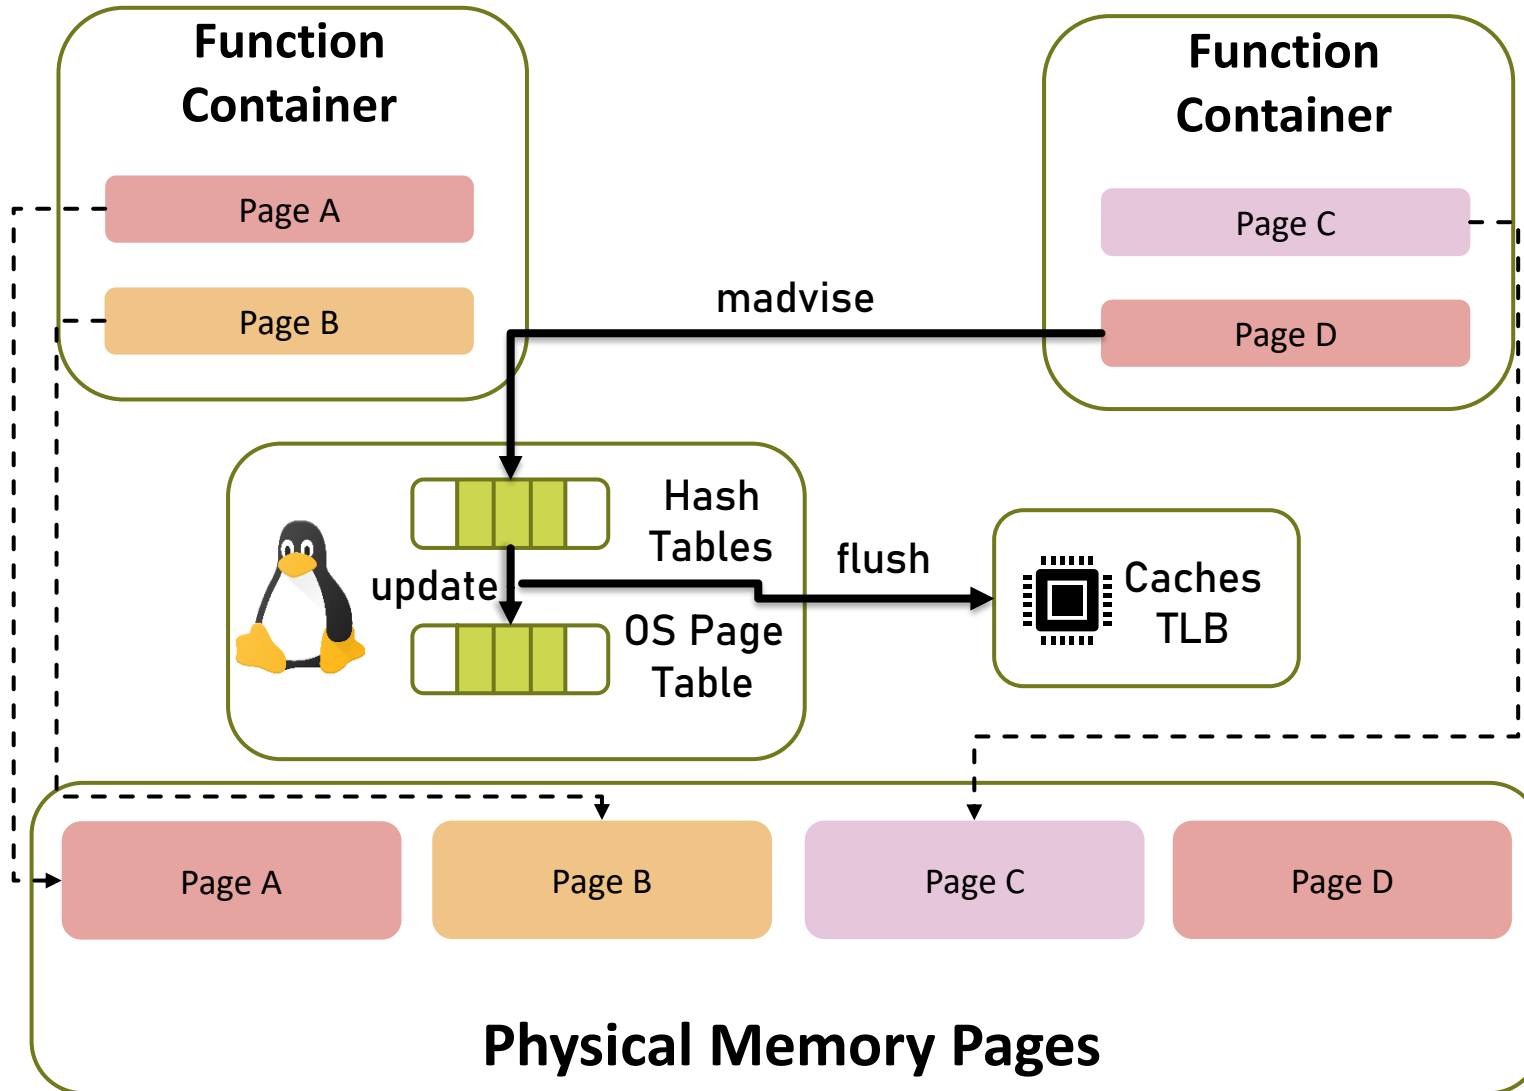 Function
Container
Page A
Page B
Function
Container
Page C
Page D
madvise
Hash
Tables
update
OS Page
Table
flush
Caches
TLB
Page A
Page B
Page C
Page D
Physical Memory Pages